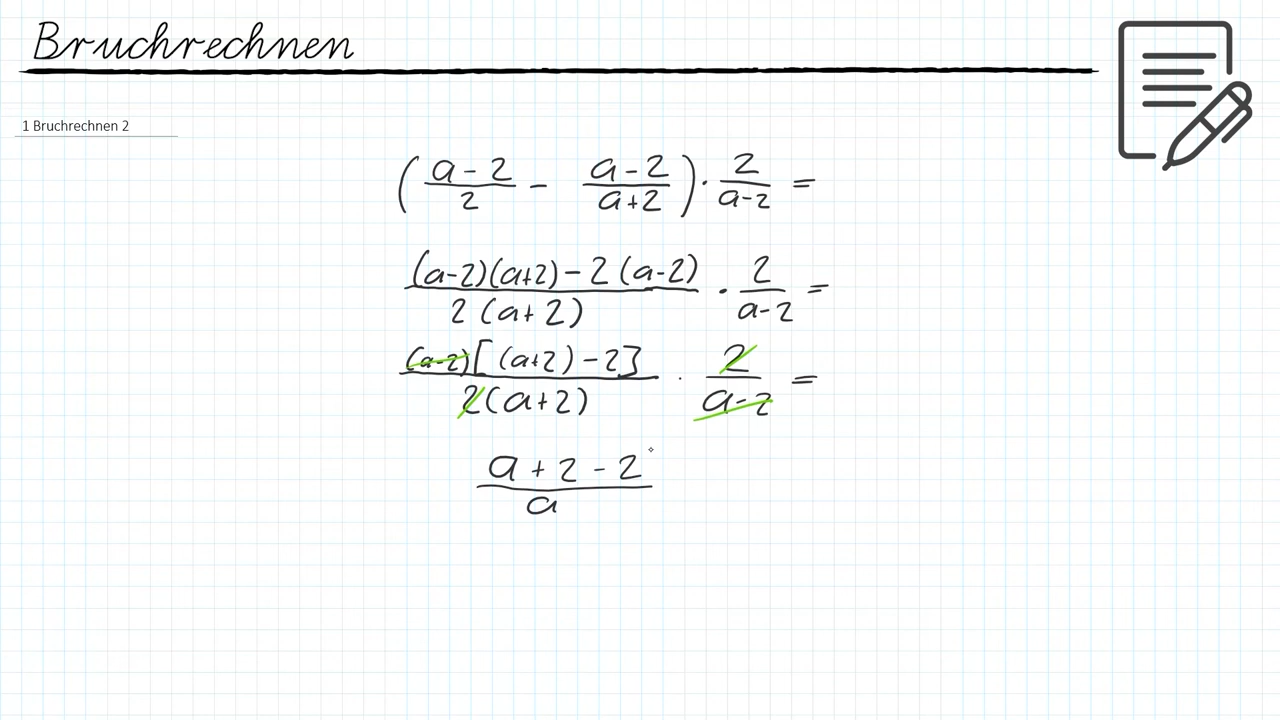 Bruchrechnen
1 Bruchrechnen 2
(a-2/2 - a-2/a+2) · 2/a-2 =
(a-2)(a+2)-2(a-2)/2(a+2) · 2/a-2 =
(a-2)[(a+2)-2]/2(a+2) · 2/a-2 =
a+2-2/a